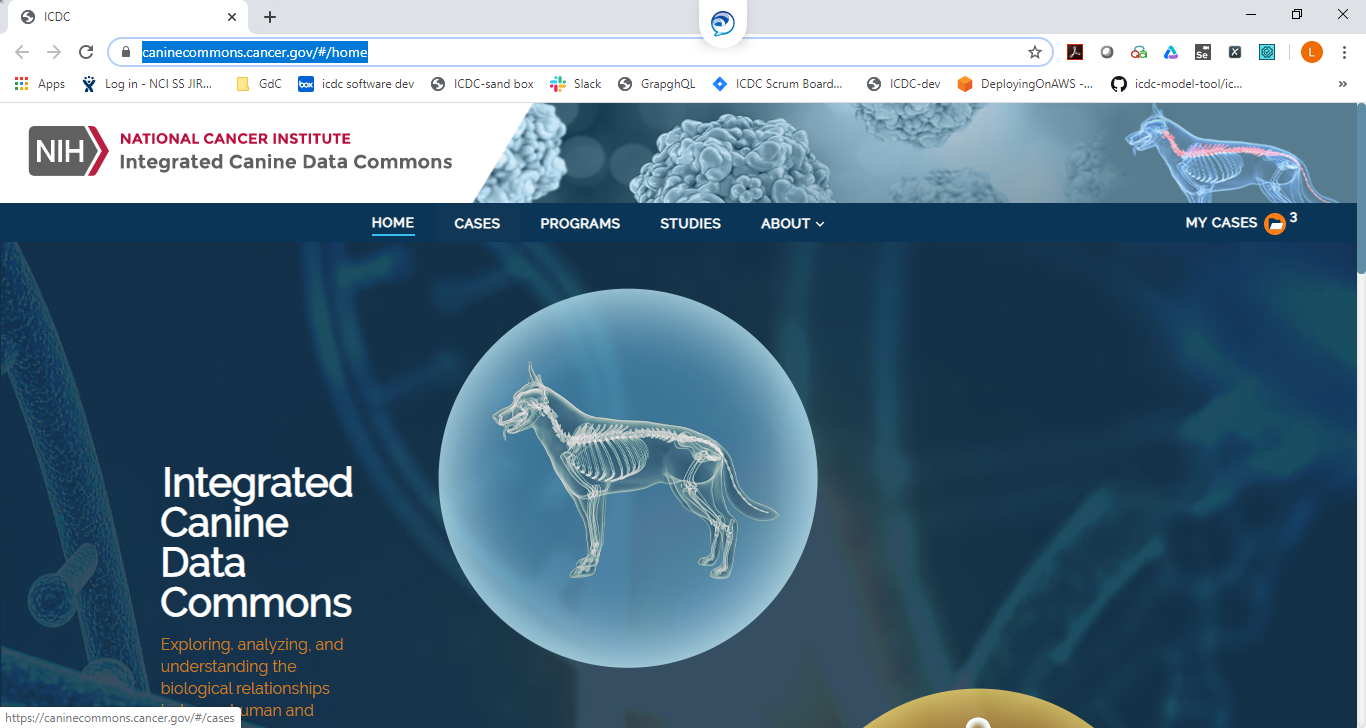 ICDC
caninecommons.cancer.gov/#/home
L
Apps
Log in - NCI SS JIR...
GdC
box
icdc software dev
ICDC-sand box
Slack
GrapghQL
ICDC Scrum Board...
ICDC-dev
DeployingOnAWS -...
icdc-model-tool/ic...
»
NIH
NATIONAL CANCER INSTITUTE
Integrated Canine Data Commons
HOME
CASES
PROGRAMS
STUDIES
ABOUT
MY CASES
3
Integrated
Canine
Data
Commons
Exploring, analyzing, and
understanding the
biological relationships
human and
https://caninecommons.cancer.gov/#/cases